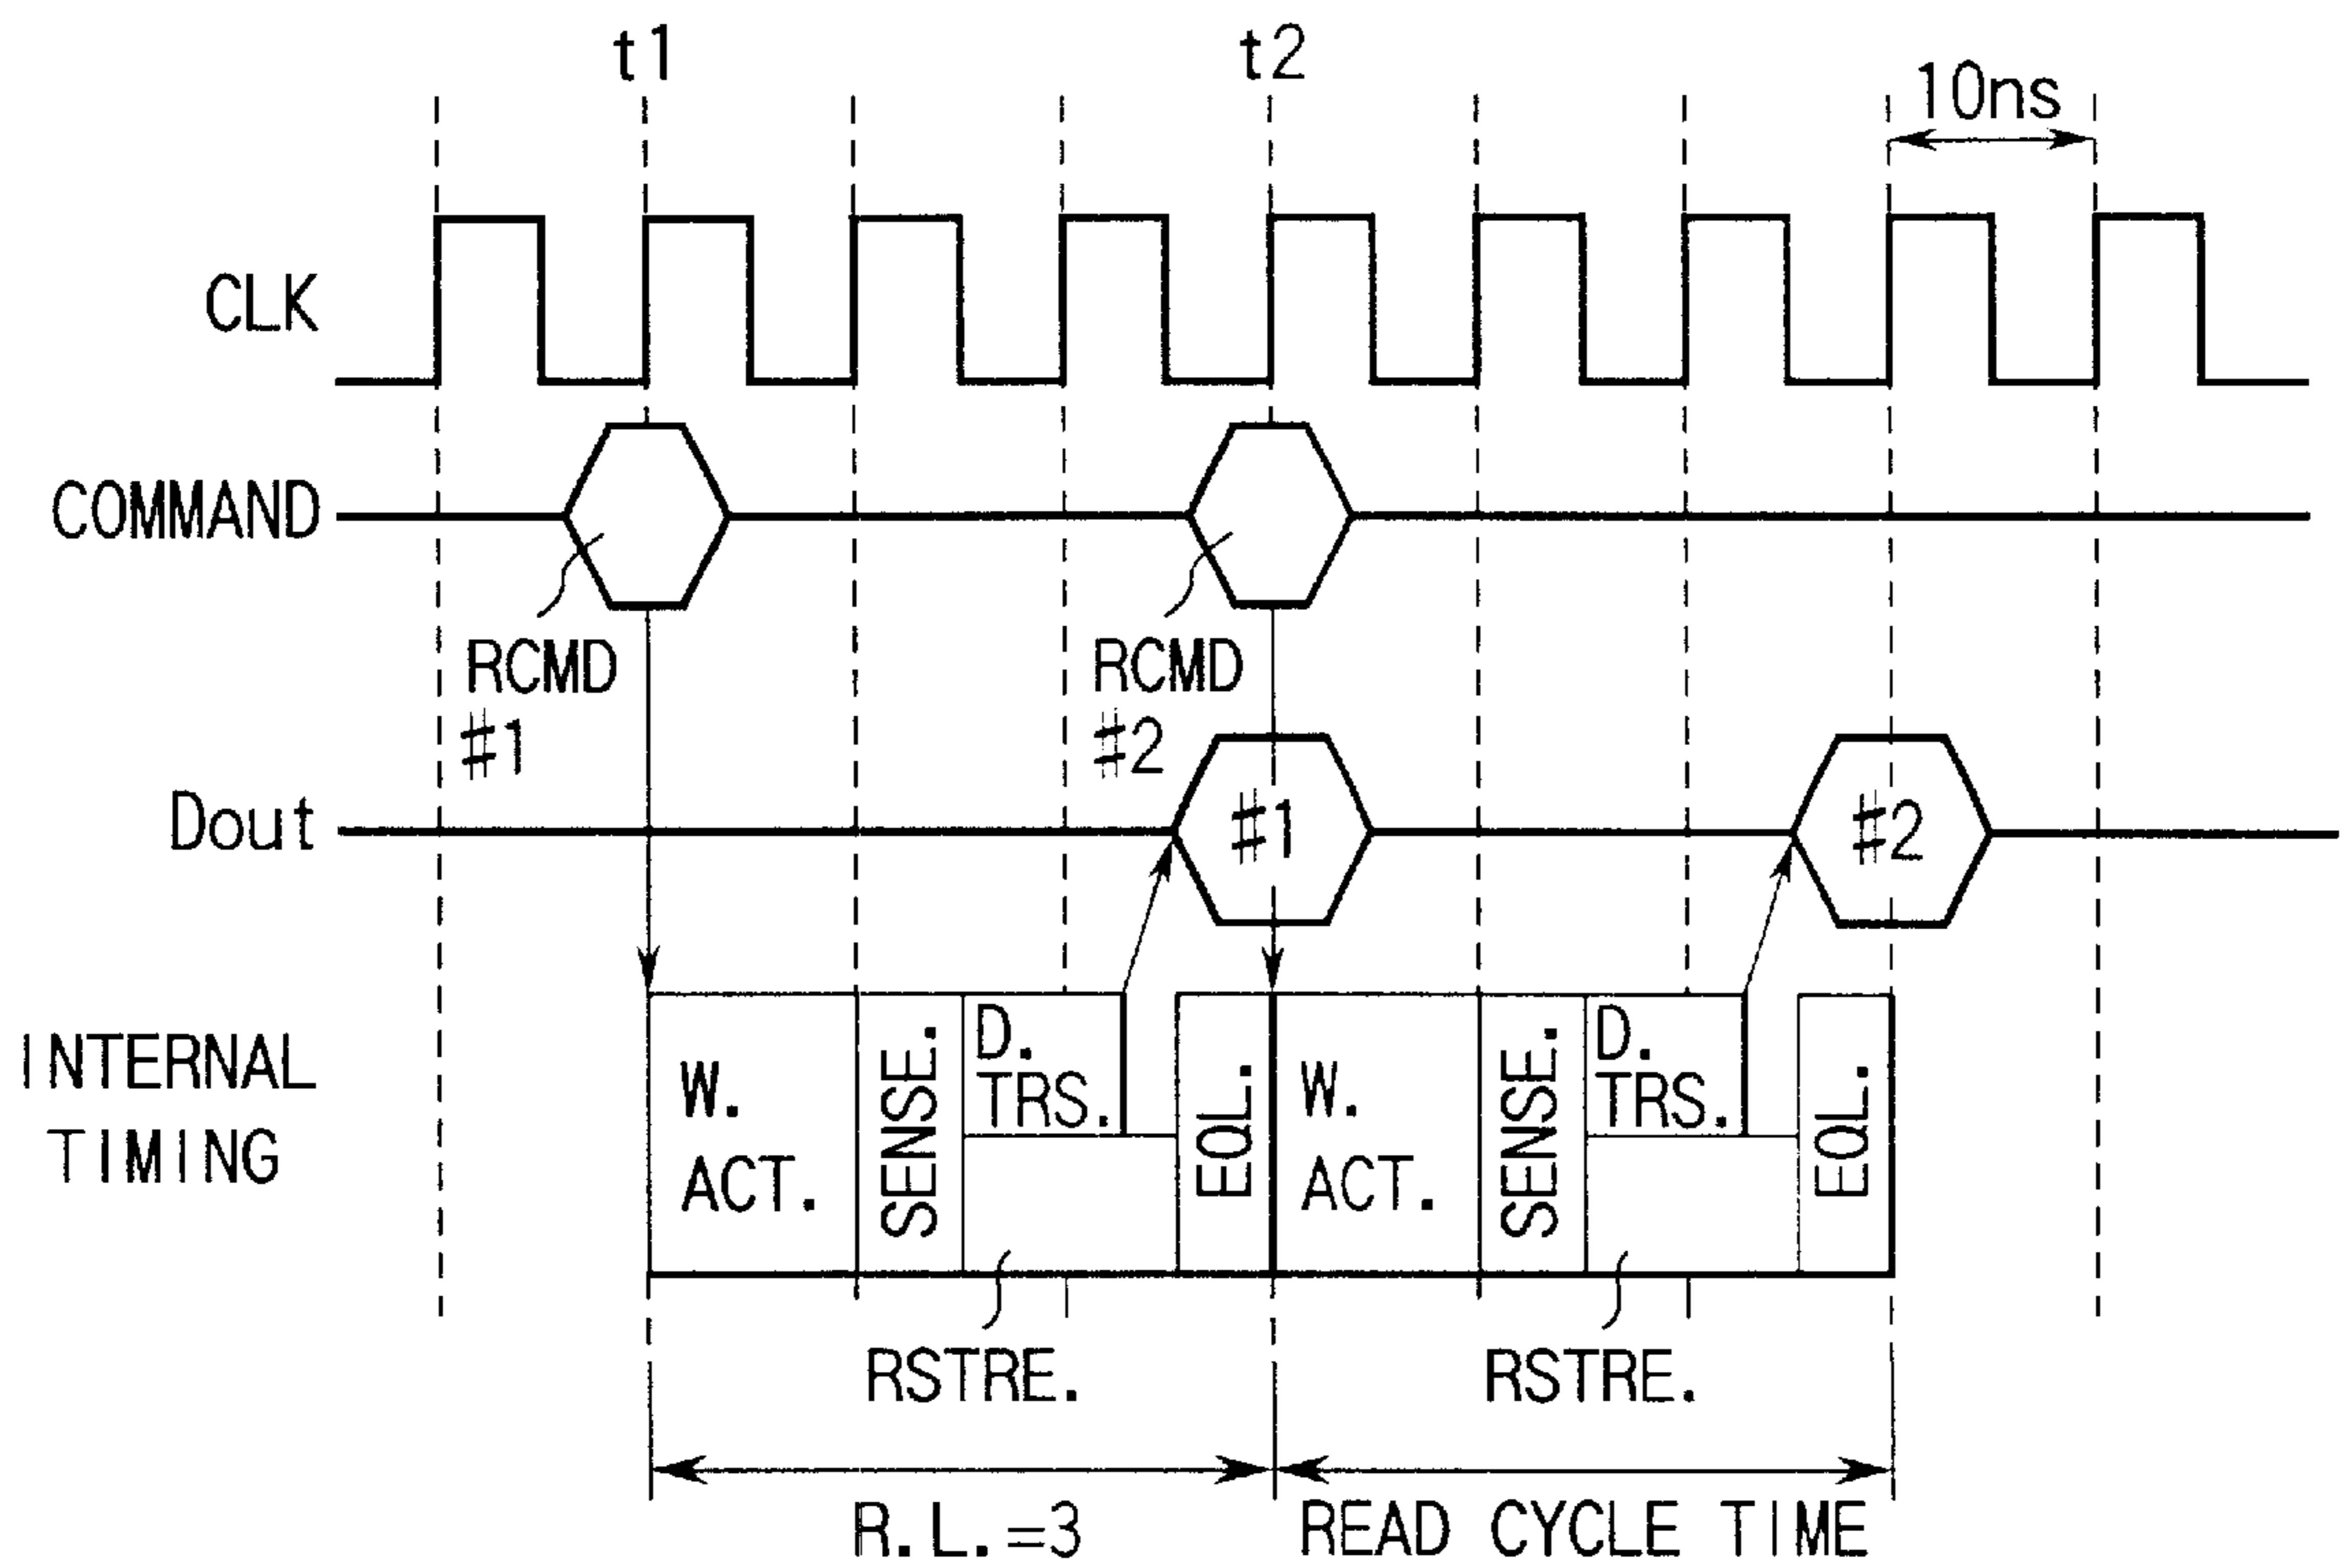 t1
t2
10ns
CLK
COMMAND
RCMD
#1
RCMD
#2
Dout
#1
#2
INTERNAL
TIMING
W.
ACT.
SENSE.
D.
TRS.
EQL.
W.
ACT.
SENSE.
D.
TRS.
EQL.
RSTRE.
RSTRE.
R.L.=3
READ CYCLE TIME